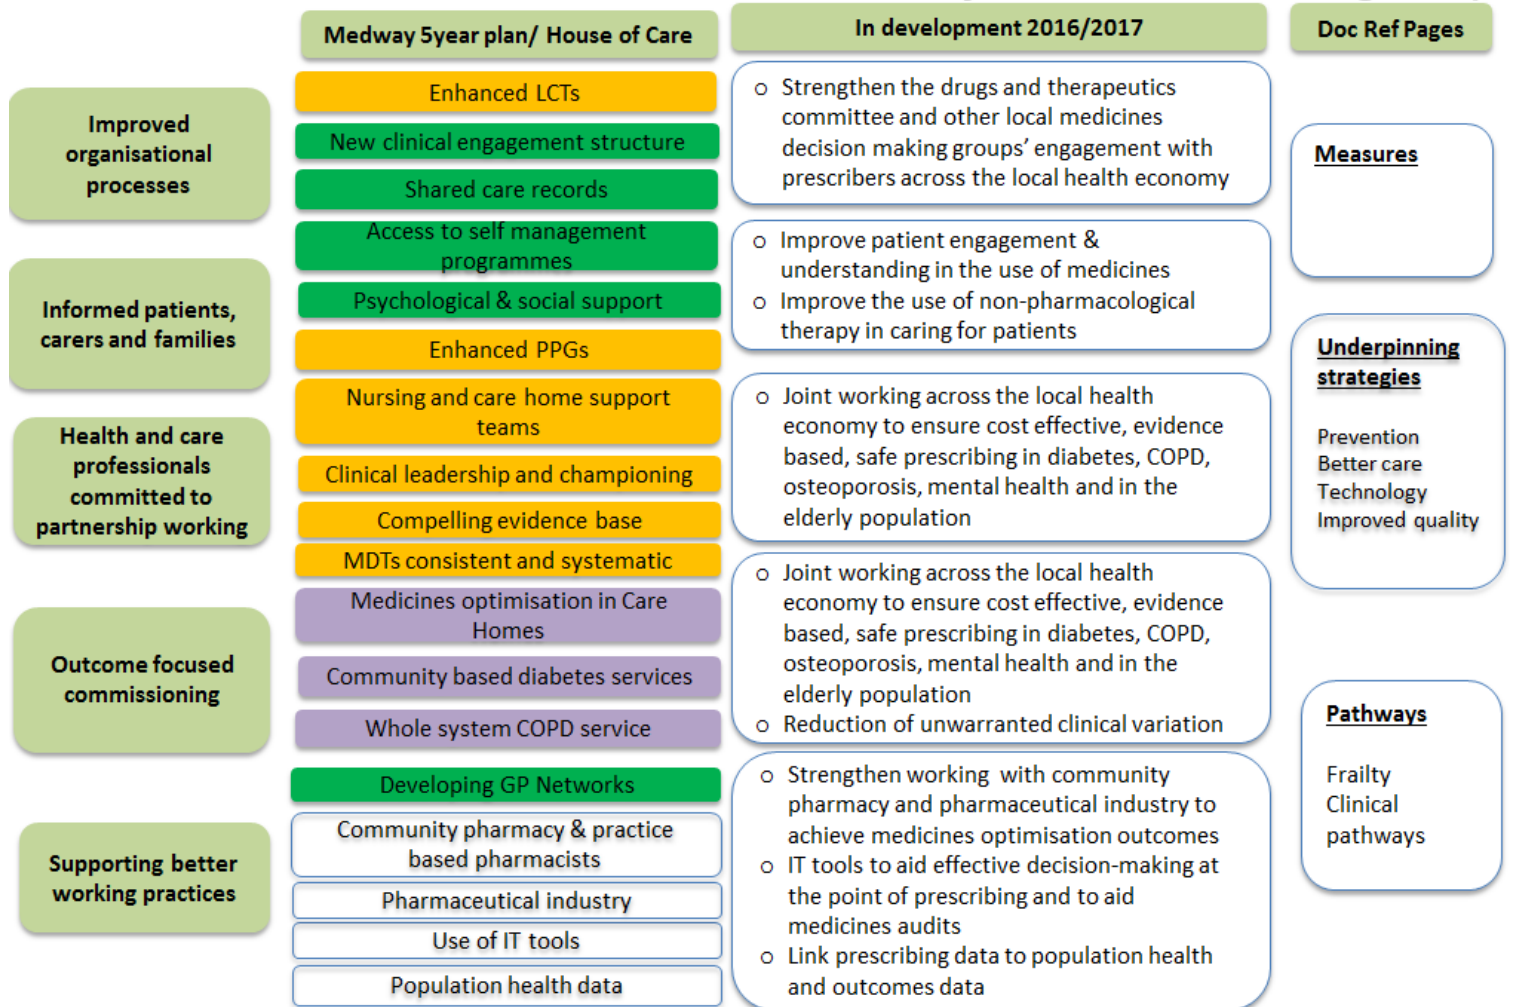 Medway 5year plan/ House of Care
In development 2016/2017
Doc Ref Pages
Improved
organisational
processes
Informed patients,
carers and families
Health and care
professionals
committed to
partnership working
Outcome focused
commissioning
Supporting better
working practices
Enhanced LCTs
New clinical engagement structure
Shared care records
Access to self management
programmes
Psychological & social support
Enhanced PPGs
Nursing and care home support
teams
Clinical leadership and championing
Compelling evidence base
MDTs consistent and systematic
Medicines optimisation in Care
Homes
Community based diabetes services
Whole system COPD service
Developing GP Networks
Community pharmacy & practice
based pharmacists
Pharmaceutical industry
Use of IT tools
Population health data
o Strengthen the drugs and therapeutics
committee and other local medicines
decision making groups' engagement with
prescribers across the local health economy
o Improve patient engagement &
understanding in the use of medicines
o Improve the use of non-pharmacological
therapy in caring for patients
o Joint working across the local health
economy to ensure cost effective, evidence
based, safe prescribing in diabetes, COPD,
osteoporosis, mental health and in the
elderly population
o Joint working across the local health
economy to ensure cost effective, evidence
based, safe prescribing in diabetes, COPD,
osteoporosis, mental health and in the
elderly population
o Reduction of unwarranted clinical variation
o Strengthen working with community
pharmacy and pharmaceutical industry to
achieve medicines optimisation outcomes
o IT tools to aid effective decision-making at
the point of prescribing and to aid
medicines audits
o Link prescribing data to population health
and outcomes data
Measures
Underpinning
strategies
Prevention
Better care
Technology
Improved quality
Pathways
Frailty
Clinical
pathways